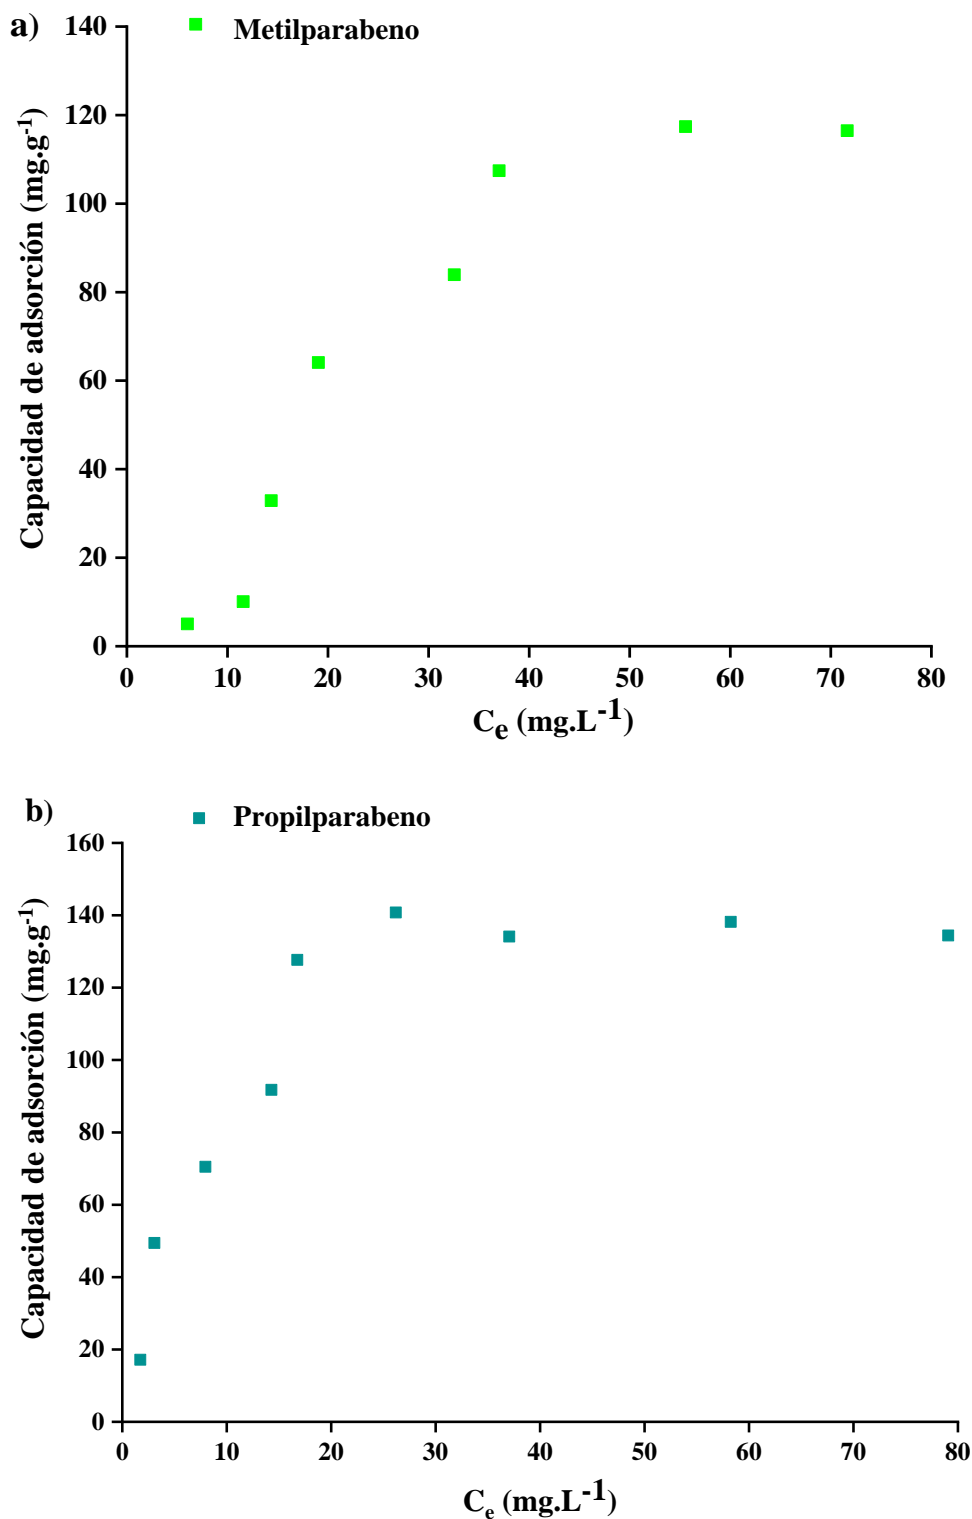 a)
Metilparabeno
Capacidad de adsorción (mg.g-1)
140
120
100
80
60
40
20
0
0 10 20 30 40 50 60 70 80
Ce (mg.L-1)
b)
Propilparabeno
Capacidad de adsorción (mg.g-1)
160
140
120
100
80
60
40
20
0
0 10 20 30 40 50 60 70 80
Ce (mg.L-1)